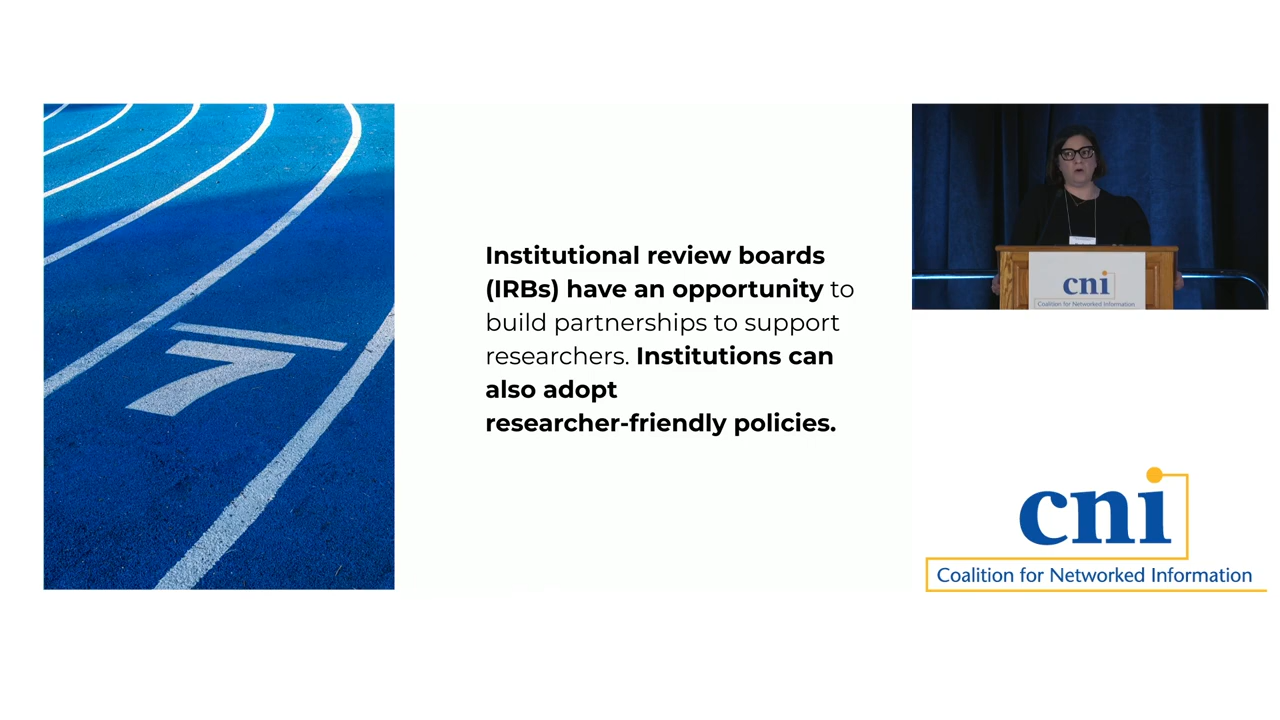 7
Institutional review boards
(IRBs) have an opportunity to
build partnerships to support
researchers. Institutions can
also adopt
researcher-friendly policies.
cni
Coalition for Networked Information
cni
Coalition for Networked Information